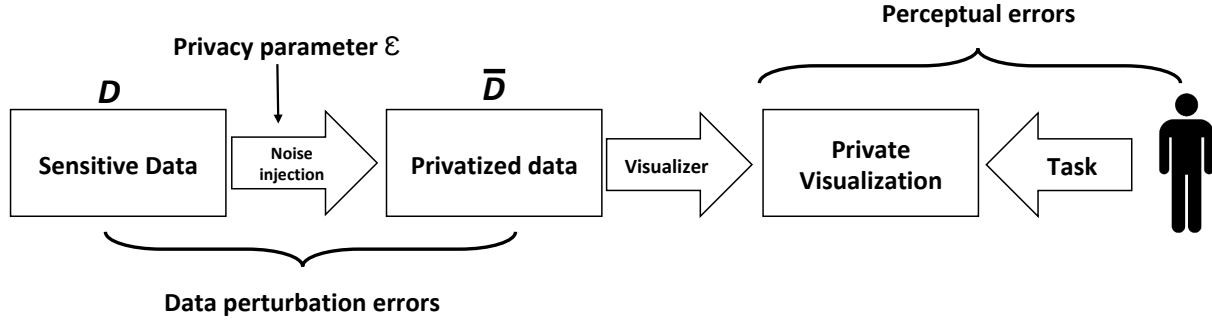 Perceptual errors
Privacy parameter ε
D
D̅
Sensitive Data
Noise
injection
Privatized data
Visualizer
Private
Visualization
Task
Data perturbation errors